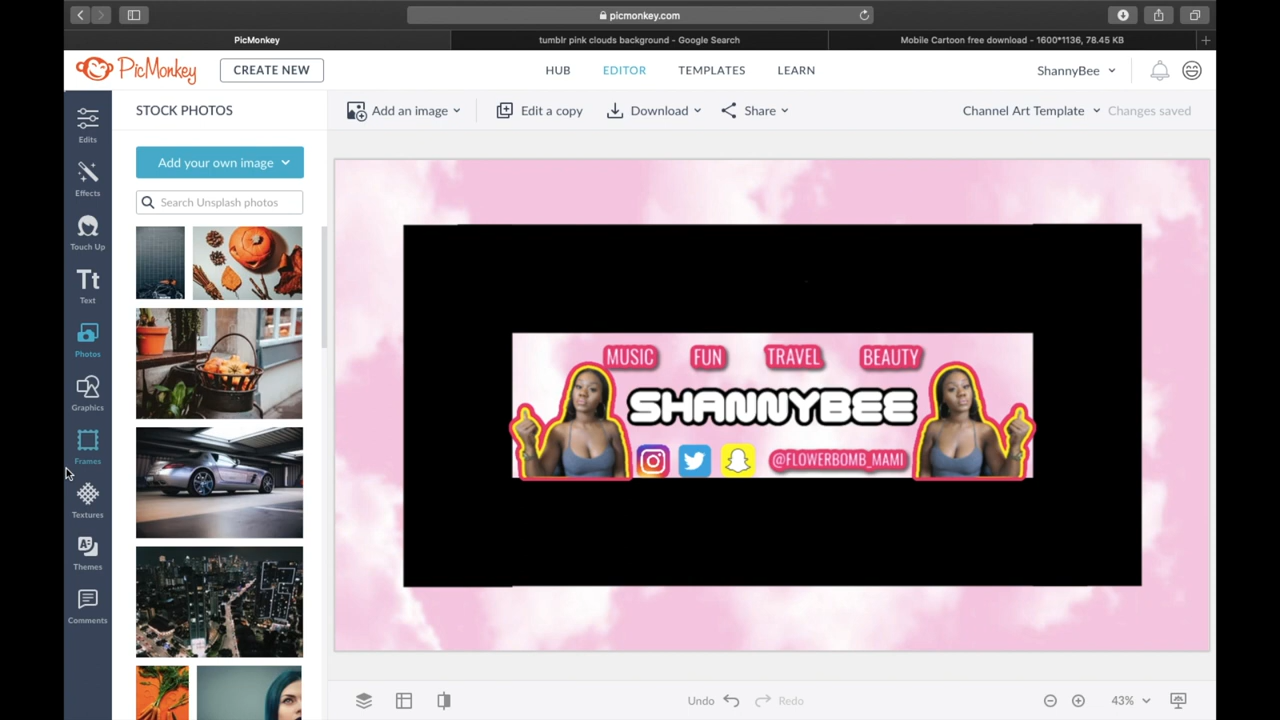 picmonkey.com
PicMonkey
tumblr pink clouds background - Google Search
Mobile Cartoon free download - 1600*1136, 78.45 KB
PicMonkey
CREATE NEW
HUB
EDITOR
TEMPLATES
LEARN
ShannyBee
STOCK PHOTOS
Add an image
Edit a copy
Download
Share
Channel Art Template
Changes saved
Edits
Effects
Touch Up
Tt
Text
Photos
Graphics
Frames
Textures
Themes
Comments
Add your own image
Search Unsplash photos
MUSIC FUN TRAVEL BEAUTY
SHANNYBEE
@FLOWERBOMB_MAMI
Undo
Redo
43%